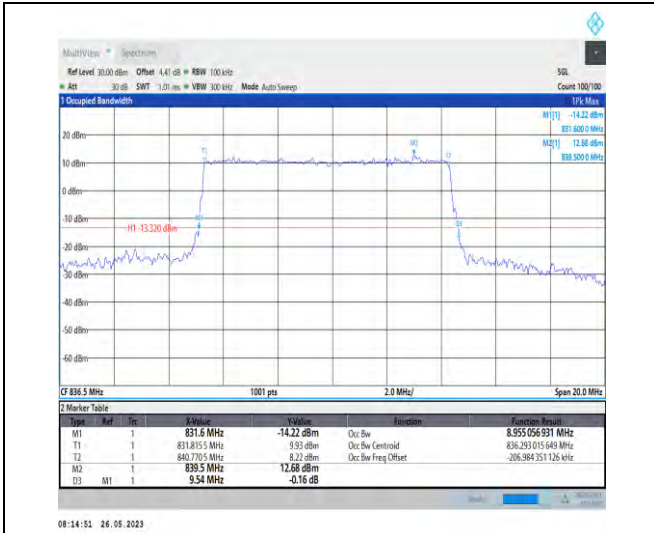 MultiView Spectrum
Ref Level 30.00 dBm Offset 4.41 dB RBW 100 kHz SGL
Att 30 dB SWT 1.01 ms VBW 300 kHz Mode Auto Sweep Count 100/100
1 Occupied Bandwidth 1Pk Max
M1[1] -14.22 dBm
831.600 0 MHz
M2[1] 12.68 dBm
20 dBm
M2
T1
10 dBm
0 dBm
-10 dBm
H1 -13.320 dBm
-20 dBm
-30 dBm
-40 dBm
-50 dBm
-60 dBm
CF 836.5 MHz 1001 pts 2.0 MHz/ Span 20.0 MHz
2 Marker Table
Type Ref Trc X-Value Y-Value Function Function Result
M1 1 831.6 MHz -14.22 dBm Occ Bw 8.955 056 931 MHz
T1 1 831.815 5 MHz 9.93 dBm Occ Bw Centroid 836.293 015 649 MHz
T2 1 840.770 5 MHz 8.22 dBm Occ Bw Freq Offset -206.984 351 126 kHz
M2 1 839.5 MHz 12.68 dBm
D3 M1 1 9.54 MHz -0.16 dB
08:14:51 26.05.2023